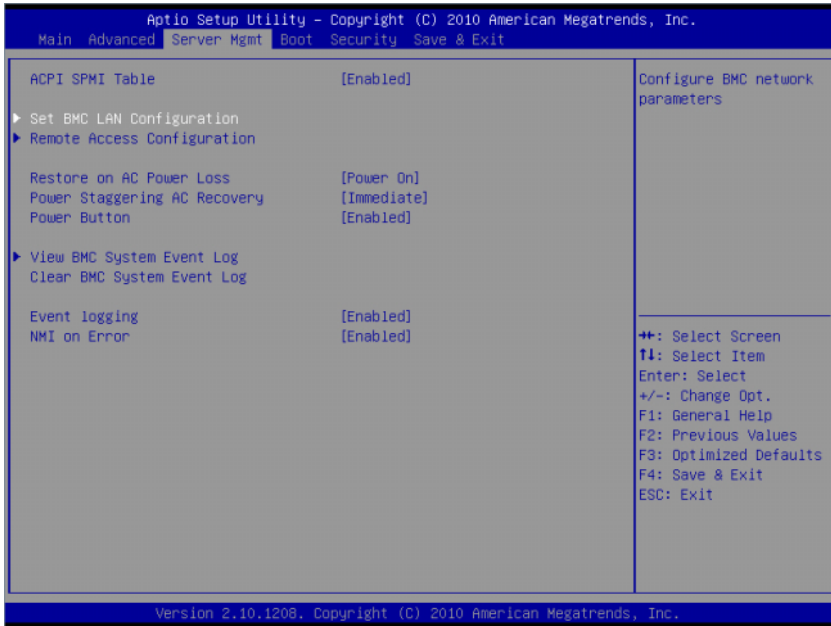 Aptio Setup Utility – Copyright (C) 2010 American Megatrends, Inc.
Main Advanced Server Mgmt Boot Security Save & Exit
ACPI SPMI Table [Enabled]
Set BMC LAN Configuration
Remote Access Configuration
Restore on AC Power Loss [Power On]
Power Staggering AC Recovery [Immediate]
Power Button [Enabled]
View BMC System Event Log
Clear BMC System Event Log
Event logging [Enabled]
NMI on Error [Enabled]
Configure BMC network
parameters
→←: Select Screen
↑↓: Select Item
Enter: Select
+/-: Change Opt.
F1: General Help
F2: Previous Values
F3: Optimized Defaults
F4: Save & Exit
ESC: Exit
Version 2.10.1208. Copyright (C) 2010 American Megatrends, Inc.